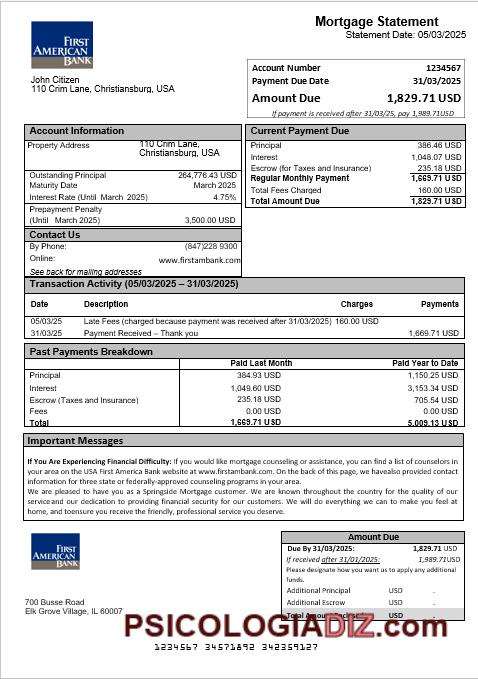 Mortgage Statement
Statement Date: 05/03/2025
FIRST
AMERICAN
BANK
John Citizen
110 Crim Lane, Christiansburg, USA
Account Number 1234567
Payment Due Date 31/03/2025
Amount Due 1,829.71 USD
If payment is received after 31/03/25, pay 1,989.71USD
Account Information
Property Address 110 Crim Lane,
Christiansburg, USA
Outstanding Principal 264,776.43 USD
Maturity Date March 2025
Interest Rate (Until March 2025) 4.75%
Prepayment Penalty
(Until March 2025) 3,500.00 USD
Contact Us
By Phone: (847)228 9300
Online: www.firstambank.com
See back for mailing addresses
Current Payment Due
Principal 386.46 USD
Interest 1,048.07 USD
Escrow (for Taxes and Insurance) 235.18 USD
Regular Monthly Payment 1,669.71 USD
Total Fees Charged 160.00 USD
Total Amount Due 1,829.71 USD
Transaction Activity (05/03/2025 – 31/03/2025)
Date Description Charges Payments
05/03/25 Late Fees (charged because payment was received after 31/03/2025) 160.00 USD
31/03/25 Payment Received – Thank you 1,669.71 USD
Past Payments Breakdown
Paid Last Month Paid Year to Date
Principal 384.93 USD 1,150.25 USD
Interest 1,049.60 USD 3,153.34 USD
Escrow (Taxes and Insurance) 235.18 USD 705.54 USD
Fees 0.00 USD 0.00 USD
Total 1,669.71 USD 5,009.13 USD
Important Messages
If You Are Experiencing Financial Difficulty: If you would like mortgage counseling or assistance, you can find a list of counselors in
your area on the USA First America Bank website at www.firstambank.com. On the back of this page, we havealso provided contact
information for three state or federally-approved counseling programs in your area.
We are pleased to have you as a Springside Mortgage customer. We are known throughout the country for the quality of our
service and our dedication to providing financial security for our customers. We will do everything we can to make you feel at
home, and toensure you receive the friendly, professional service you deserve.
FIRST
AMERICAN
BANK
700 Busse Road
Elk Grove Village, IL 60007
Amount Due
Due By 31/03/2025: 1,829.71 USD
If received after 31/01/2025: 1,989.71USD
Please designate how you want us to apply any additional
funds.
Additional Principal USD .
Additional Escrow USD .
Total Amount Enclosed USD .
PSICOLOGIADIZ.com
1234567 34571892 342359127